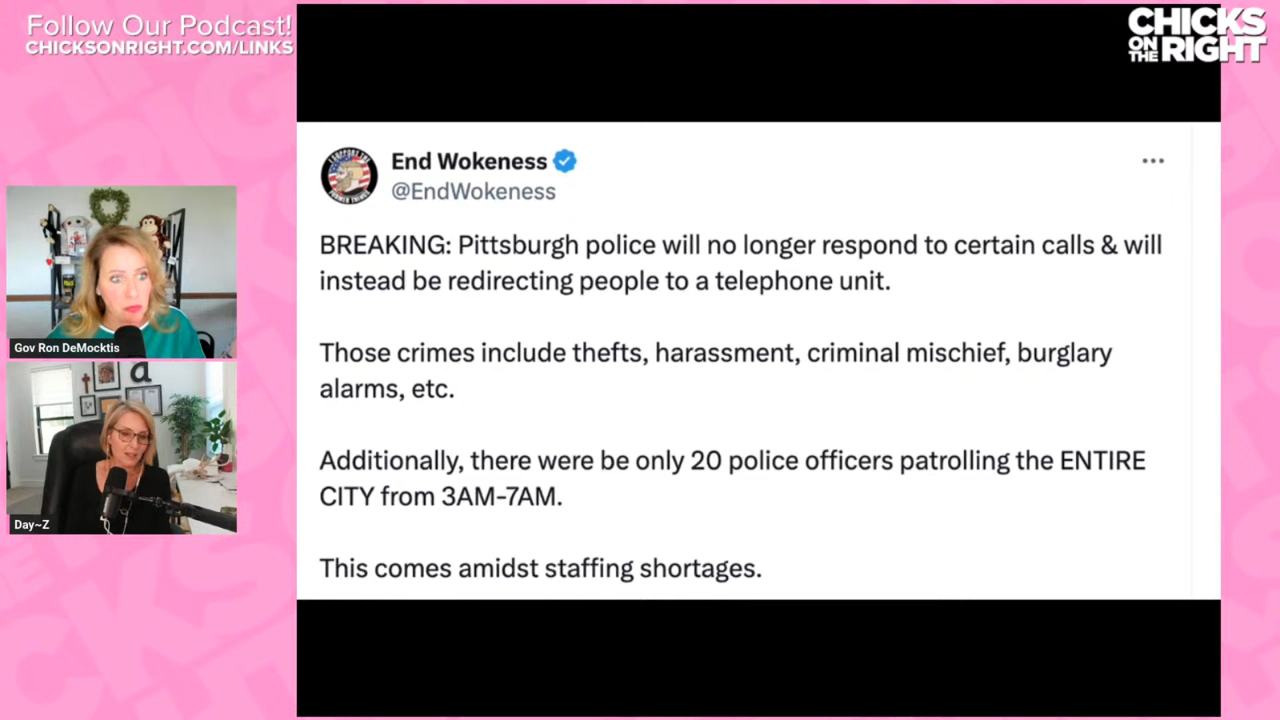 Follow Our Podcast!
CHICKSONRIGHT.COM/LINKS
CHICKS
ON THE RIGHT
End Wokeness
@EndWokeness
BREAKING: Pittsburgh police will no longer respond to certain calls & will
instead be redirecting people to a telephone unit.
Those crimes include thefts, harassment, criminal mischief, burglary
alarms, etc.
Additionally, there were be only 20 police officers patrolling the ENTIRE
CITY from 3AM-7AM.
This comes amidst staffing shortages.
Gov Ron DeMocktis
a
Day~Z